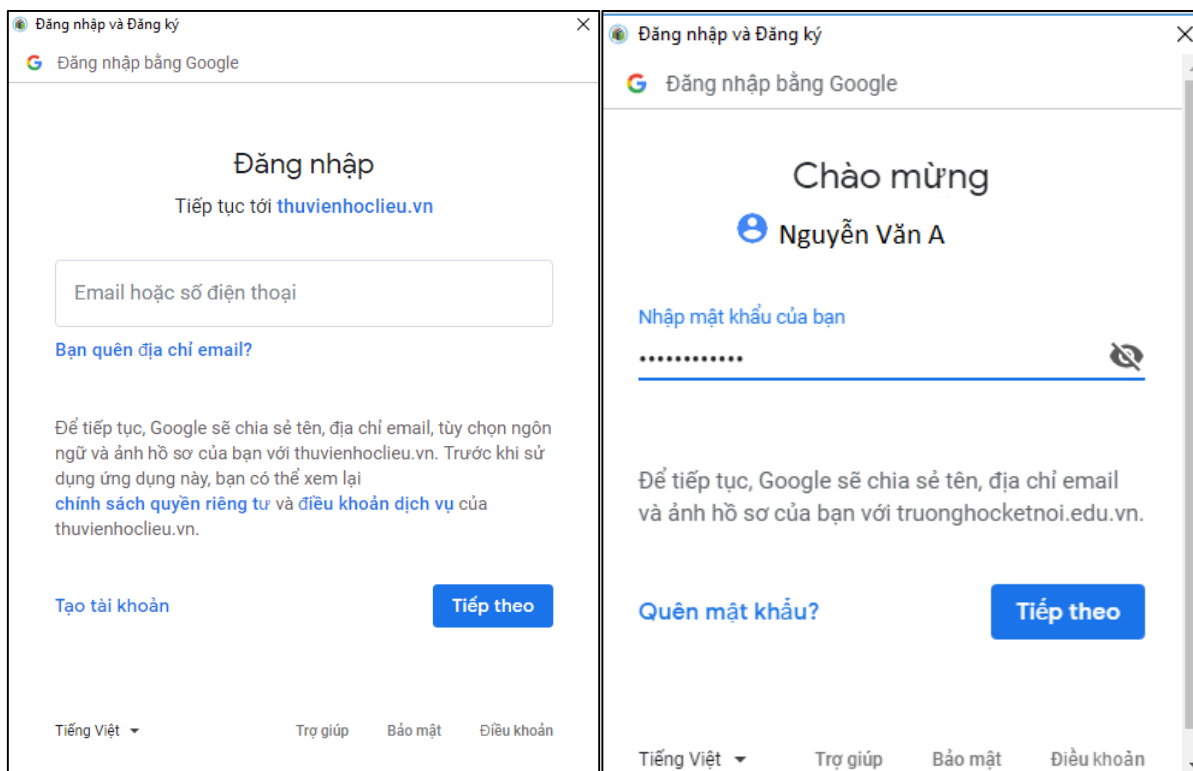 Đăng nhập và Đăng ký
Đăng nhập bằng Google
Đăng nhập
Tiếp tục tới thuvienhoclieu.vn
Email hoặc số điện thoại
Bạn quên địa chỉ email?
Để tiếp tục, Google sẽ chia sẻ tên, địa chỉ email, tùy chọn ngôn
ngữ và ảnh hồ sơ của bạn với thuvienhoclieu.vn. Trước khi sử
dụng ứng dụng này, bạn có thể xem lại
chính sách quyền riêng tư và điều khoản dịch vụ của
thuvienhoclieu.vn.
Tạo tài khoản
Tiếp theo
Tiếng Việt
Trợ giúp
Bảo mật
Điều khoản
Đăng nhập và Đăng ký
Đăng nhập bằng Google
Chào mừng
Nguyễn Văn A
Nhập mật khẩu của bạn
••••••••••••
Để tiếp tục, Google sẽ chia sẻ tên, địa chỉ email
và ảnh hồ sơ của bạn với truonghocketnoi.edu.vn.
Quên mật khẩu?
Tiếp theo
Tiếng Việt
Trợ giúp
Bảo mật
Điều khoản